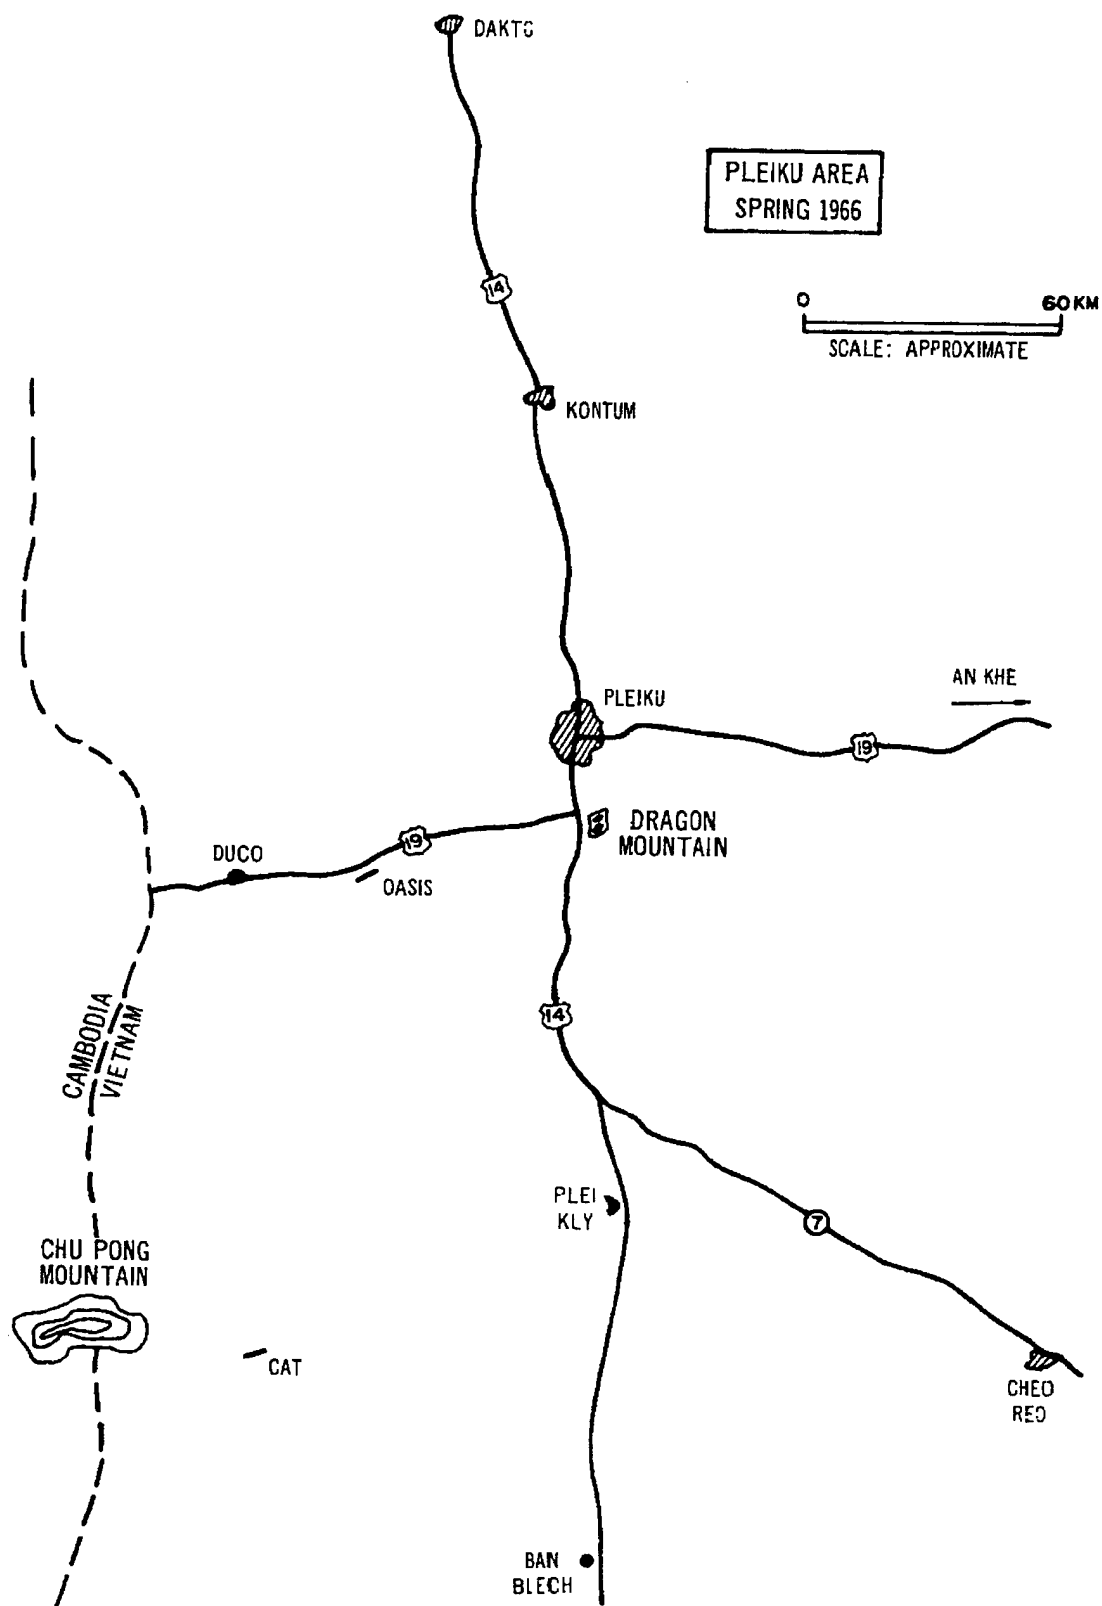 DAKTO
PLEIKU AREA
SPRING 1966
14
0 60 KM
SCALE: APPROXIMATE
KONTUM
AN KHE
PLEIKU
19
DRAGON
MOUNTAIN
19
DUCO
OASIS
CAMBODIA
VIETNAM
14
PLEI
KLY
7
CHU PONG
MOUNTAIN
CAT
CHEO
REO
BAN
BLECH